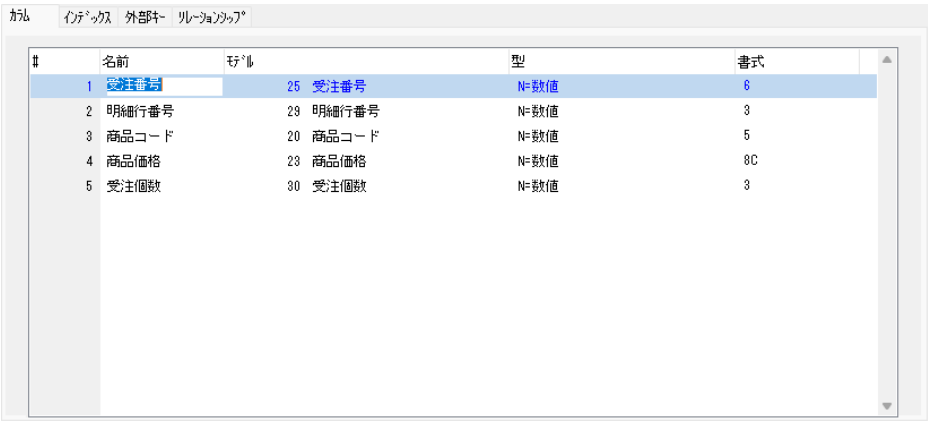 ｶﾗﾑ ｲﾝﾃﾞｯｸｽ 外部ｷｰ ﾘﾚｰｼｮﾝｼｯﾌﾟ
# 名前 ﾓﾃﾞﾙ 型 書式
1 受注番号 25 受注番号 N=数値 6
2 明細行番号 29 明細行番号 N=数値 3
3 商品コード 20 商品コード N=数値 5
4 商品価格 23 商品価格 N=数値 8C
5 受注個数 30 受注個数 N=数値 3